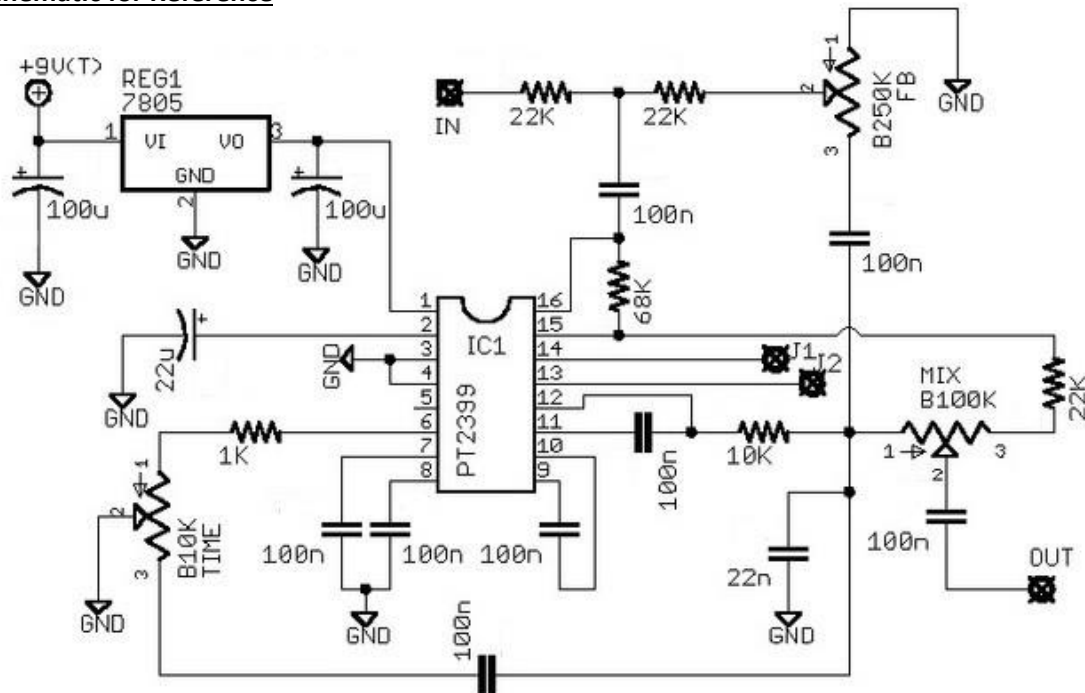 +9V(T)
REG1
7805
1
VI
VO
3
GND
2
100u
100u
GND
GND
GND
IN
22K
22K
1
2
3
B250K
FB
GND
100n
100n
68K
1
2
3
4
5
6
7
8
16
15
14
13
12
11
10
9
IC1
PT2399
22u
GND
GND
J1
J2
MIX
B100K
22K
1K
100n
10K
1
2
3
1
2
3
B10K
TIME
GND
100n
100n
100n
GND
22n
GND
100n
OUT
100n